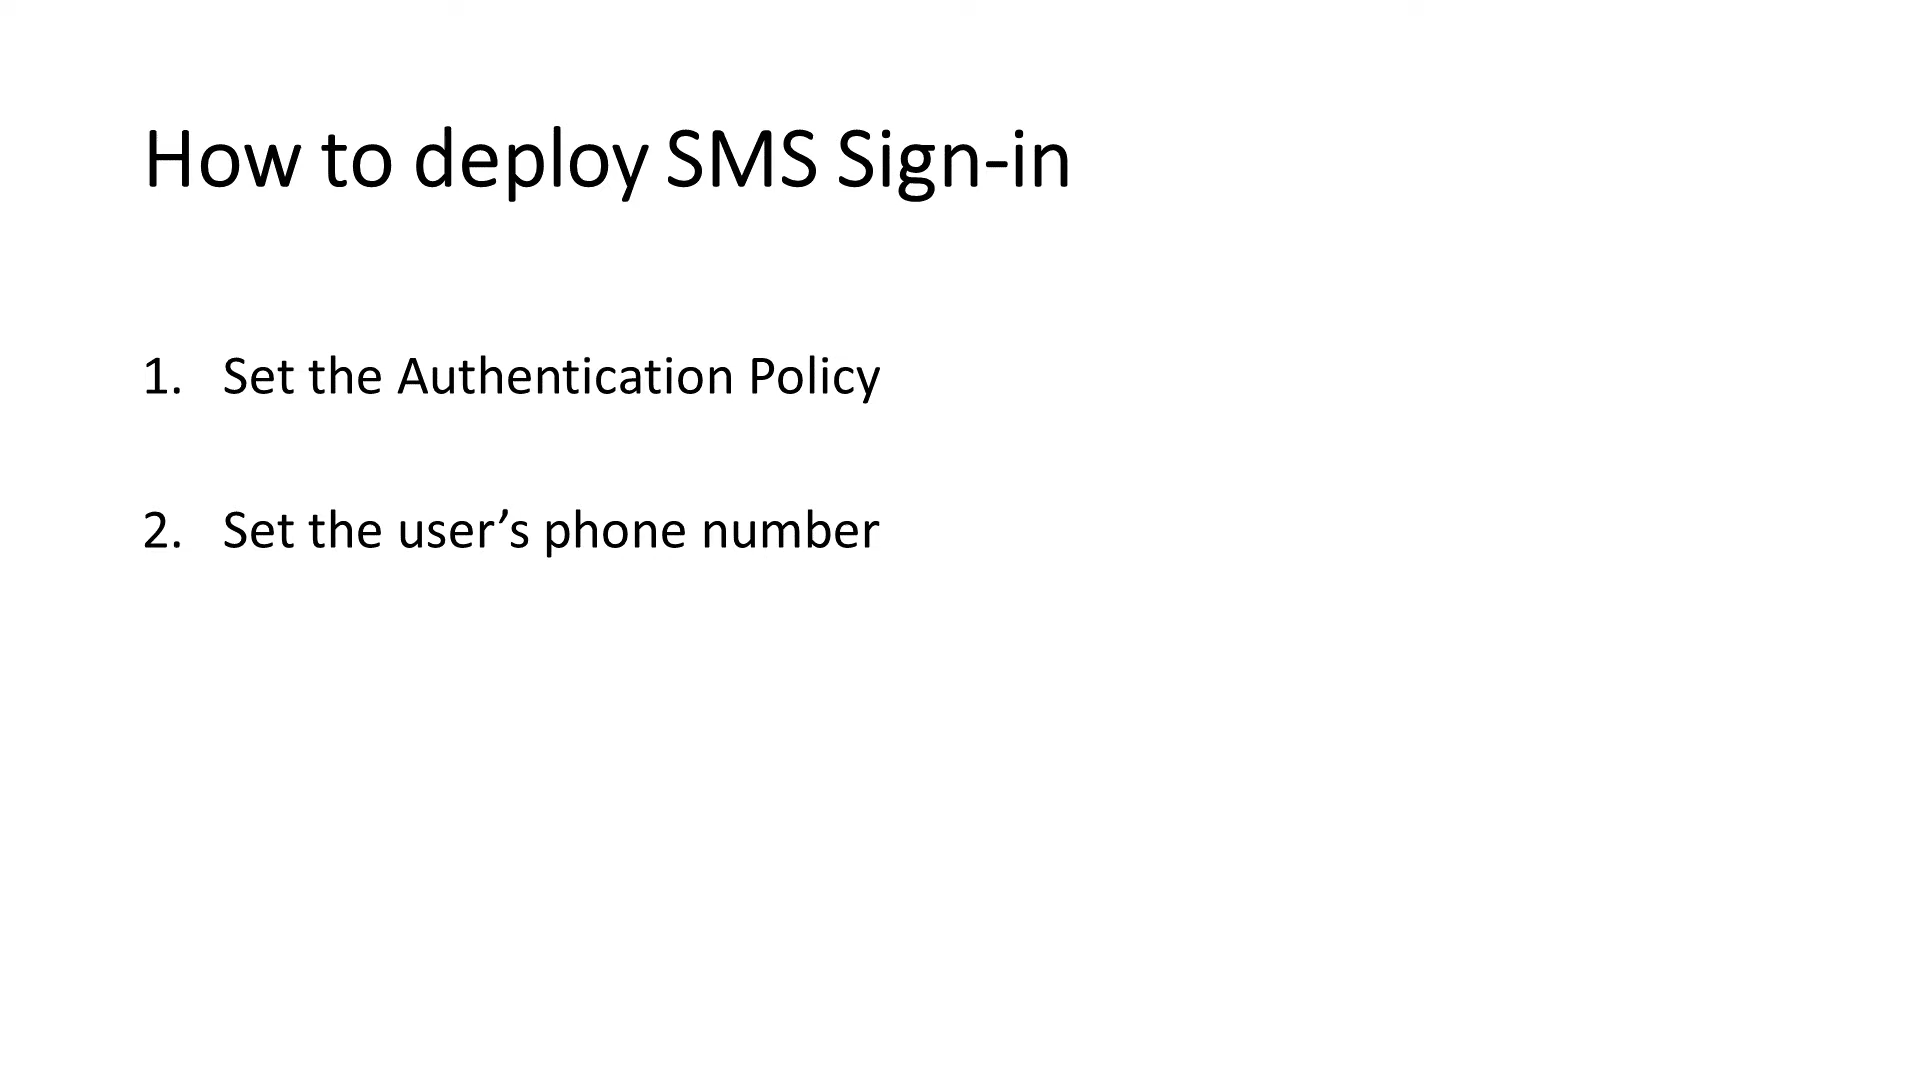 How to deploy SMS Sign-in
1. Set the Authentication Policy
2. Set the user’s phone number